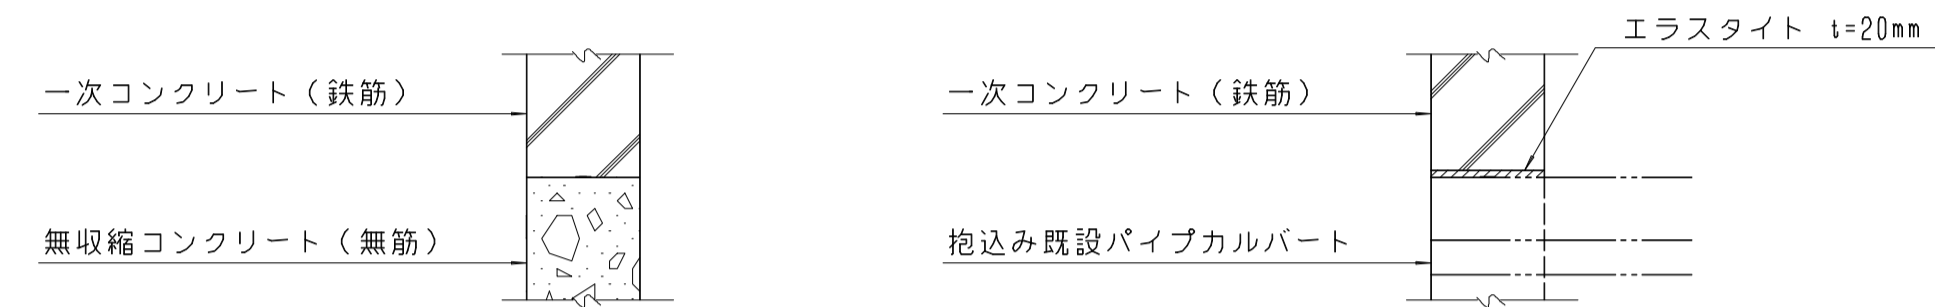 エラスタイト t=20mm
一次コンクリート（鉄筋）
一次コンクリート（鉄筋）
無収縮コンクリート（無筋）
抱込み既設パイプカルバート